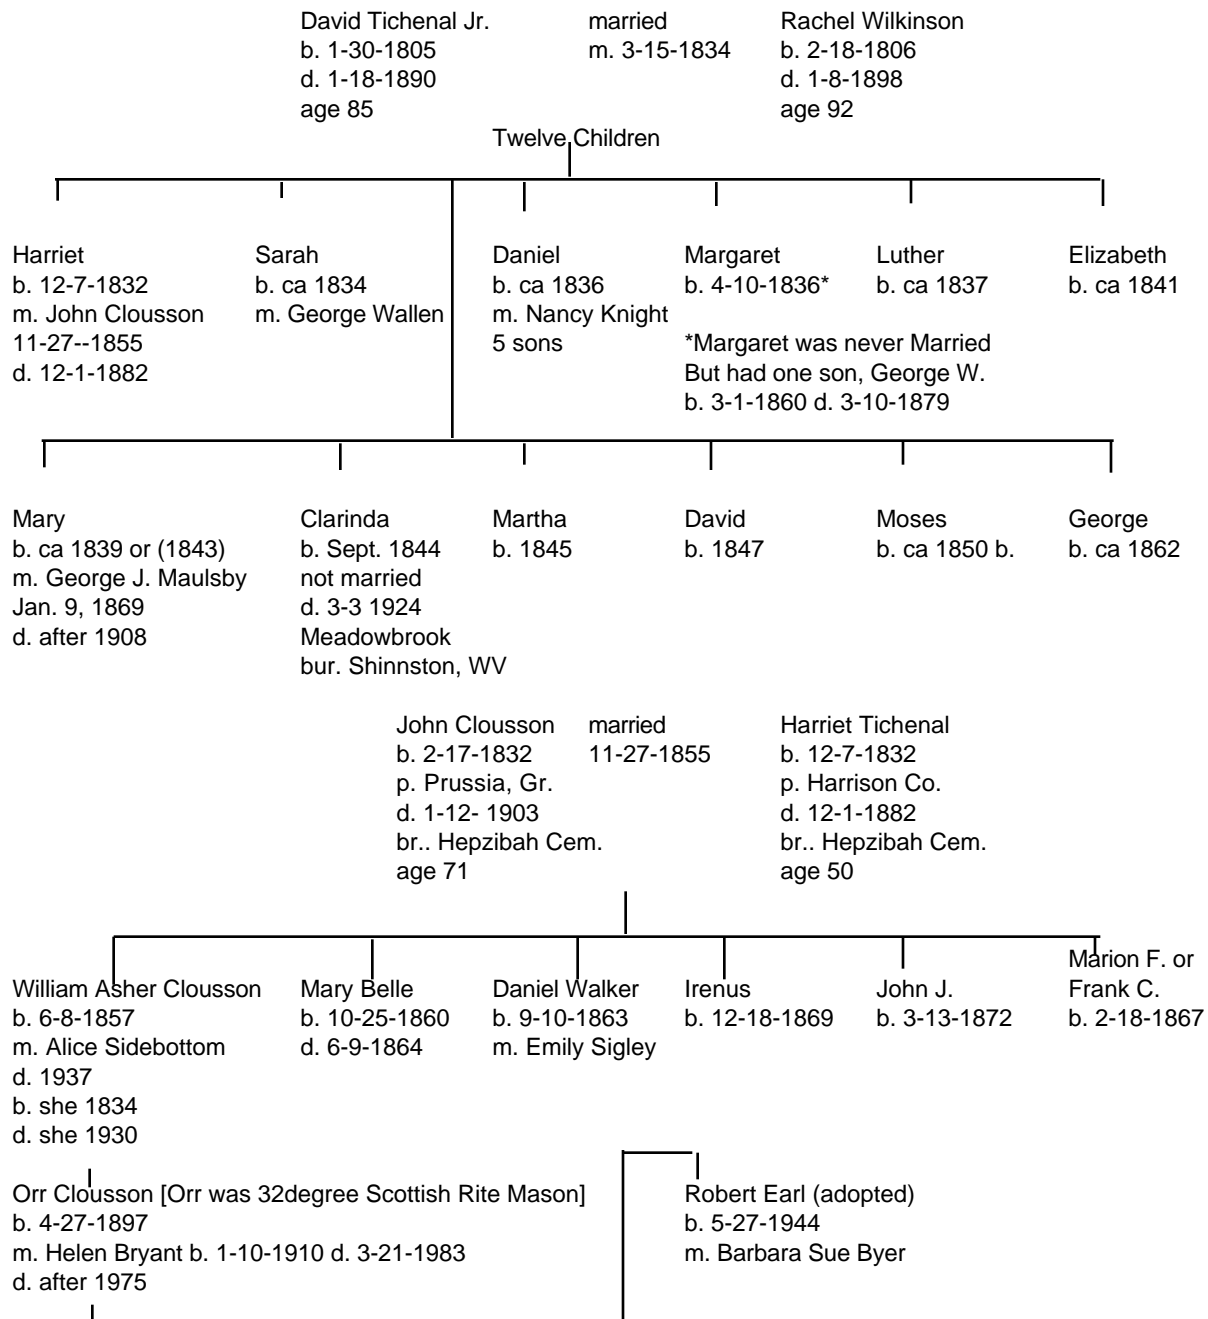 David Tichenal Jr. married Rachel Wilkinson
b. 1-30-1805 m. 3-15-1834 b. 2-18-1806
d. 1-18-1890 d. 1-8-1898
age 85 age 92
Twelve Children
Harriet
b. 12-7-1832
m. John Clousson
11-27--1855
d. 12-1-1882
Sarah
b. ca 1834
m. George Wallen
Daniel
b. ca 1836
m. Nancy Knight
5 sons
Margaret
b. 4-10-1836*
*Margaret was never Married
But had one son, George W.
b. 3-1-1860 d. 3-10-1879
Luther
b. ca 1837
Elizabeth
b. ca 1841
Mary
b. ca 1839 or (1843)
m. George J. Maulsby
Jan. 9, 1869
d. after 1908
Clarinda
b. Sept. 1844
not married
d. 3-3 1924
Meadowbrook
bur. Shinnston, WV
Martha
b. 1845
David
b. 1847
Moses
b. ca 1850 b.
George
b. ca 1862
John Clousson married Harriet Tichenal
b. 2-17-1832 11-27-1855 b. 12-7-1832
p. Prussia, Gr. p. Harrison Co.
d. 1-12- 1903 d. 12-1-1882
br.. Hepzibah Cem. br.. Hepzibah Cem.
age 71 age 50
William Asher Clousson
b. 6-8-1857
m. Alice Sidebottom
d. 1937
b. she 1834
d. she 1930
Mary Belle
b. 10-25-1860
d. 6-9-1864
Daniel Walker
b. 9-10-1863
m. Emily Sigley
Irenus
b. 12-18-1869
John J.
b. 3-13-1872
Marion F. or
Frank C.
b. 2-18-1867
Orr Clousson [Orr was 32degree Scottish Rite Mason]
b. 4-27-1897
m. Helen Bryant b. 1-10-1910 d. 3-21-1983
d. after 1975
Robert Earl (adopted)
b. 5-27-1944
m. Barbara Sue Byer